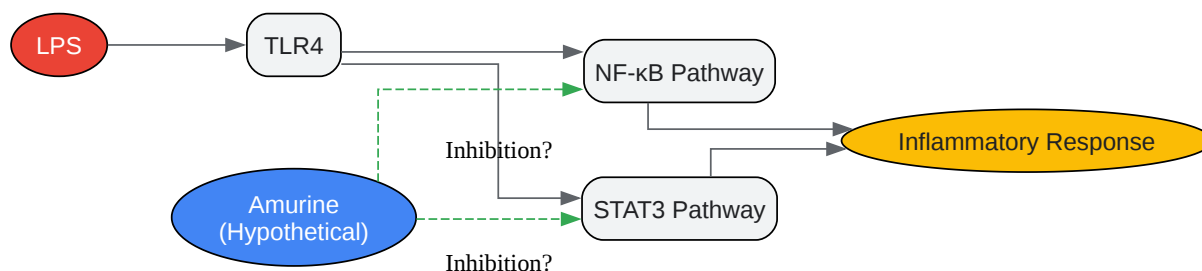 LPS
TLR4
NF-κB Pathway
Inhibition?
Inflammatory Response
Amurine
(Hypothetical)
STAT3 Pathway
Inhibition?